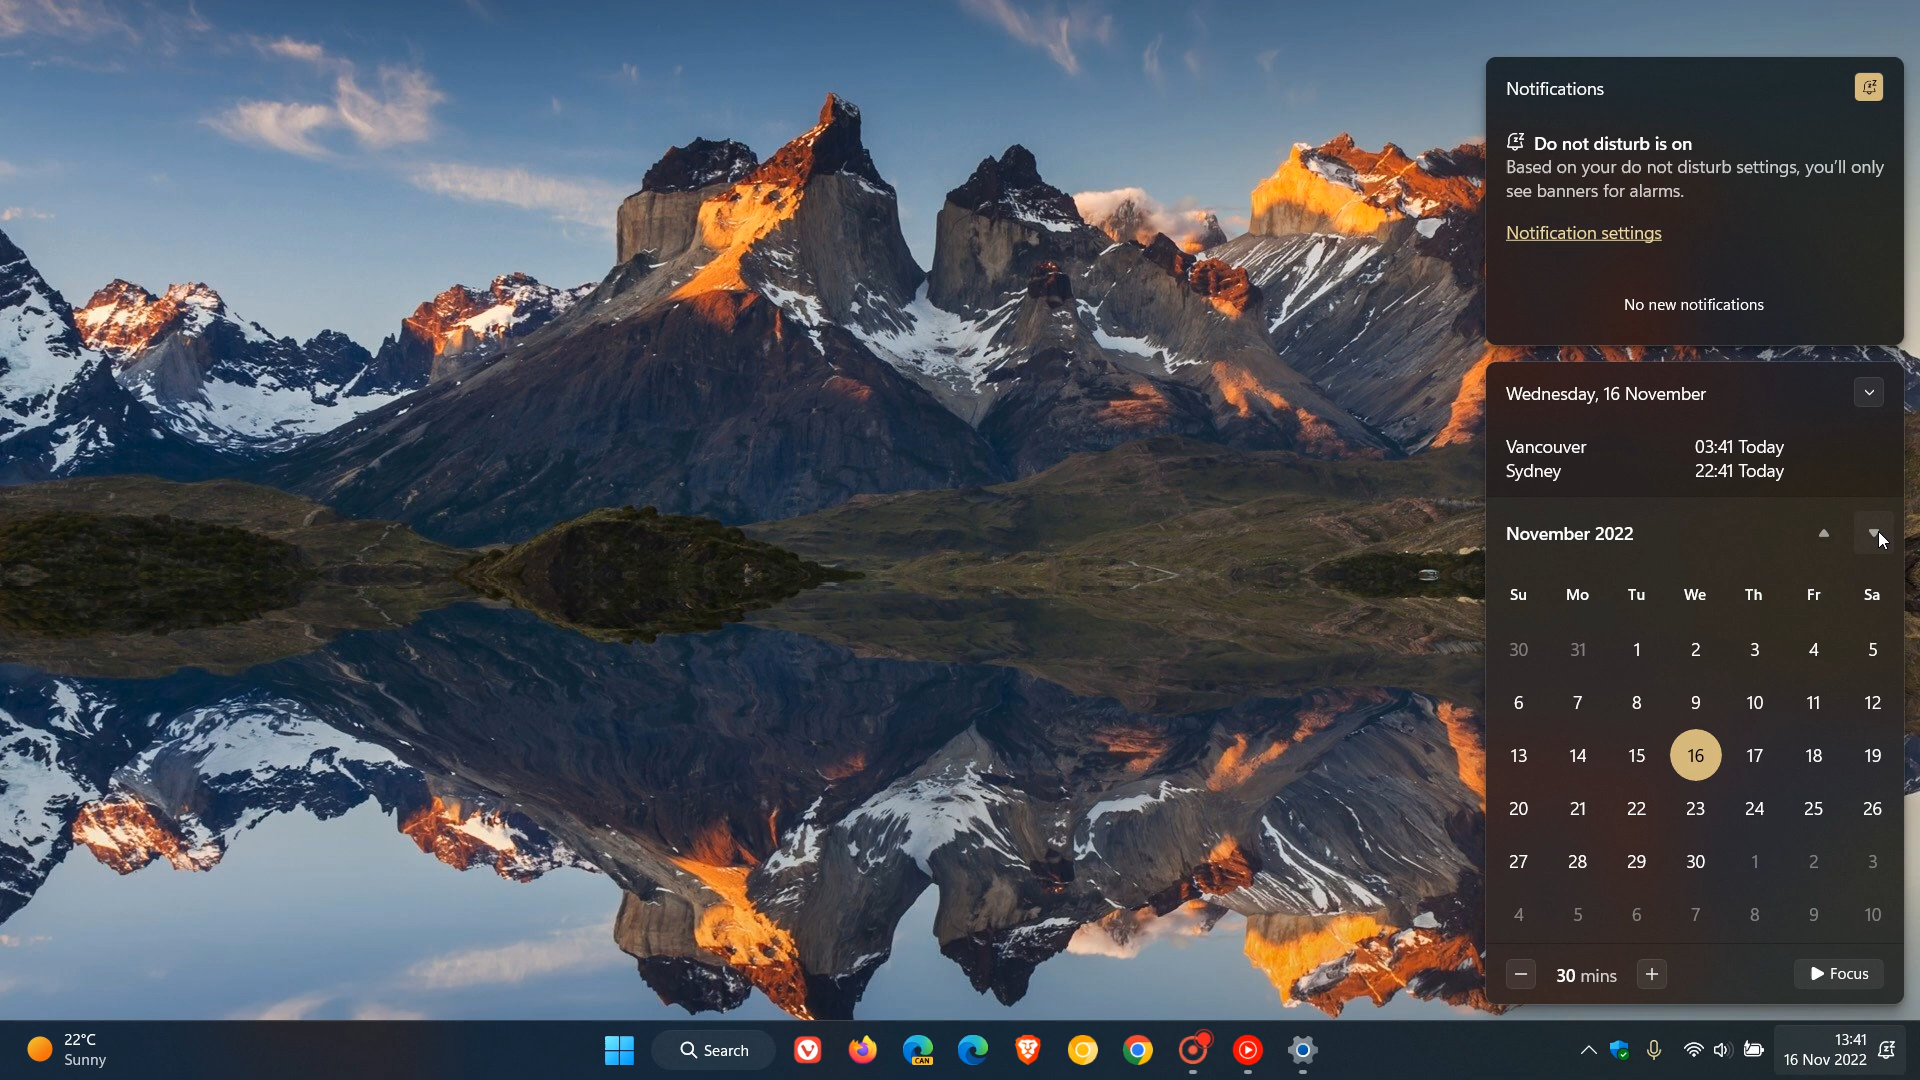 Notifications
Do not disturb is on
Based on your do not disturb settings, you'll only
see banners for alarms.
Notification settings
No new notifications
Wednesday, 16 November
Vancouver 03:41 Today
Sydney 22:41 Today
November 2022
Su Mo Tu We Th Fr Sa
30 31 1 2 3 4 5
6 7 8 9 10 11 12
13 14 15 16 17 18 19
20 21 22 23 24 25 26
27 28 29 30 1 2 3
4 5 6 7 8 9 10
30 mins
Focus
22°C
Sunny
Search
CAN
13:41
16 Nov 2022